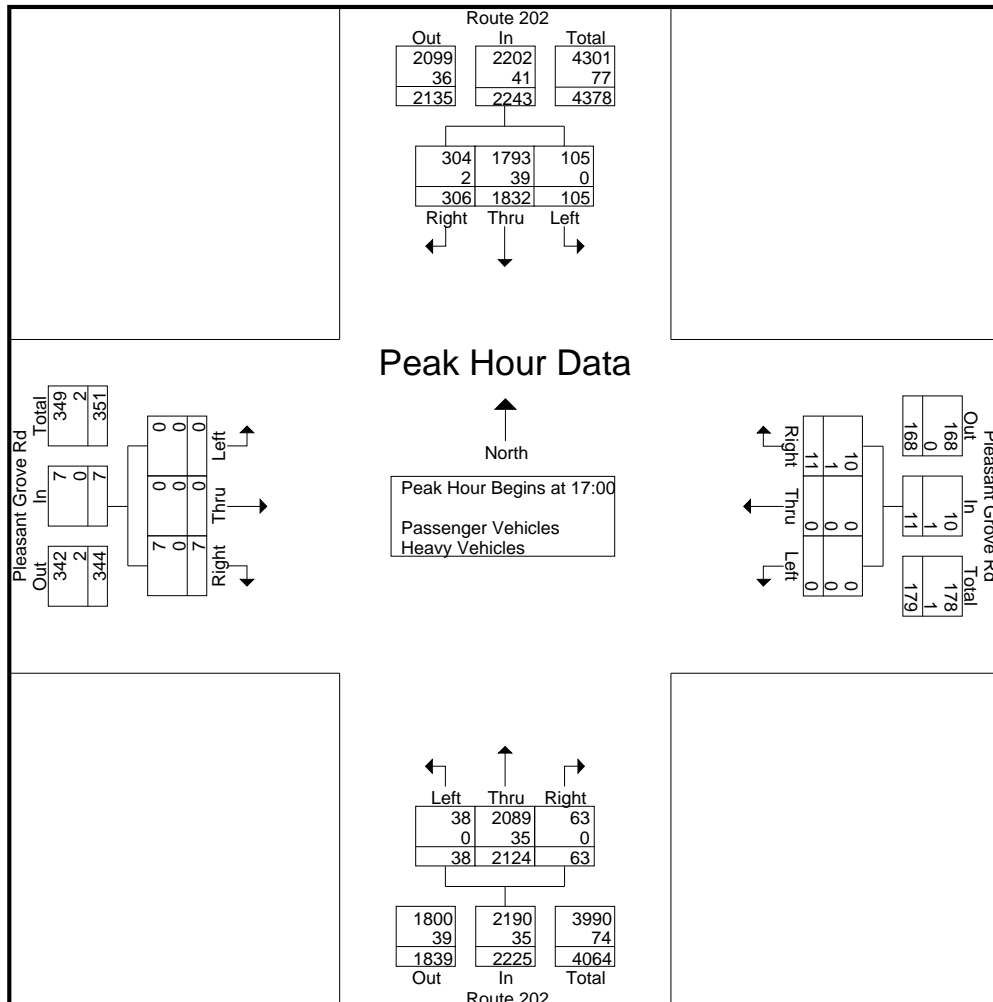 Route 202
Out In Total
2099 2202 4301
36 41 77
2135 2243 4378
304 1793 105
2 39 0
306 1832 105
Right Thru Left
Peak Hour Data
North
Peak Hour Begins at 17:00
Passenger Vehicles
Heavy Vehicles
Pleasant Grove Rd
Out In Total
342 7 349
2 0 2
344 7 351
Left Thru Right
0 0 7
0 0 0
0 0 7
Pleasant Grove Rd
Out In Total
168 10 178
0 1 1
168 11 179
10 0 0
1 0 0
11 0 0
Right Thru Left
Left Thru Right
38 2089 63
0 35 0
38 2124 63
1800 2190 3990
39 35 74
1839 2225 4064
Out In Total
Route 202